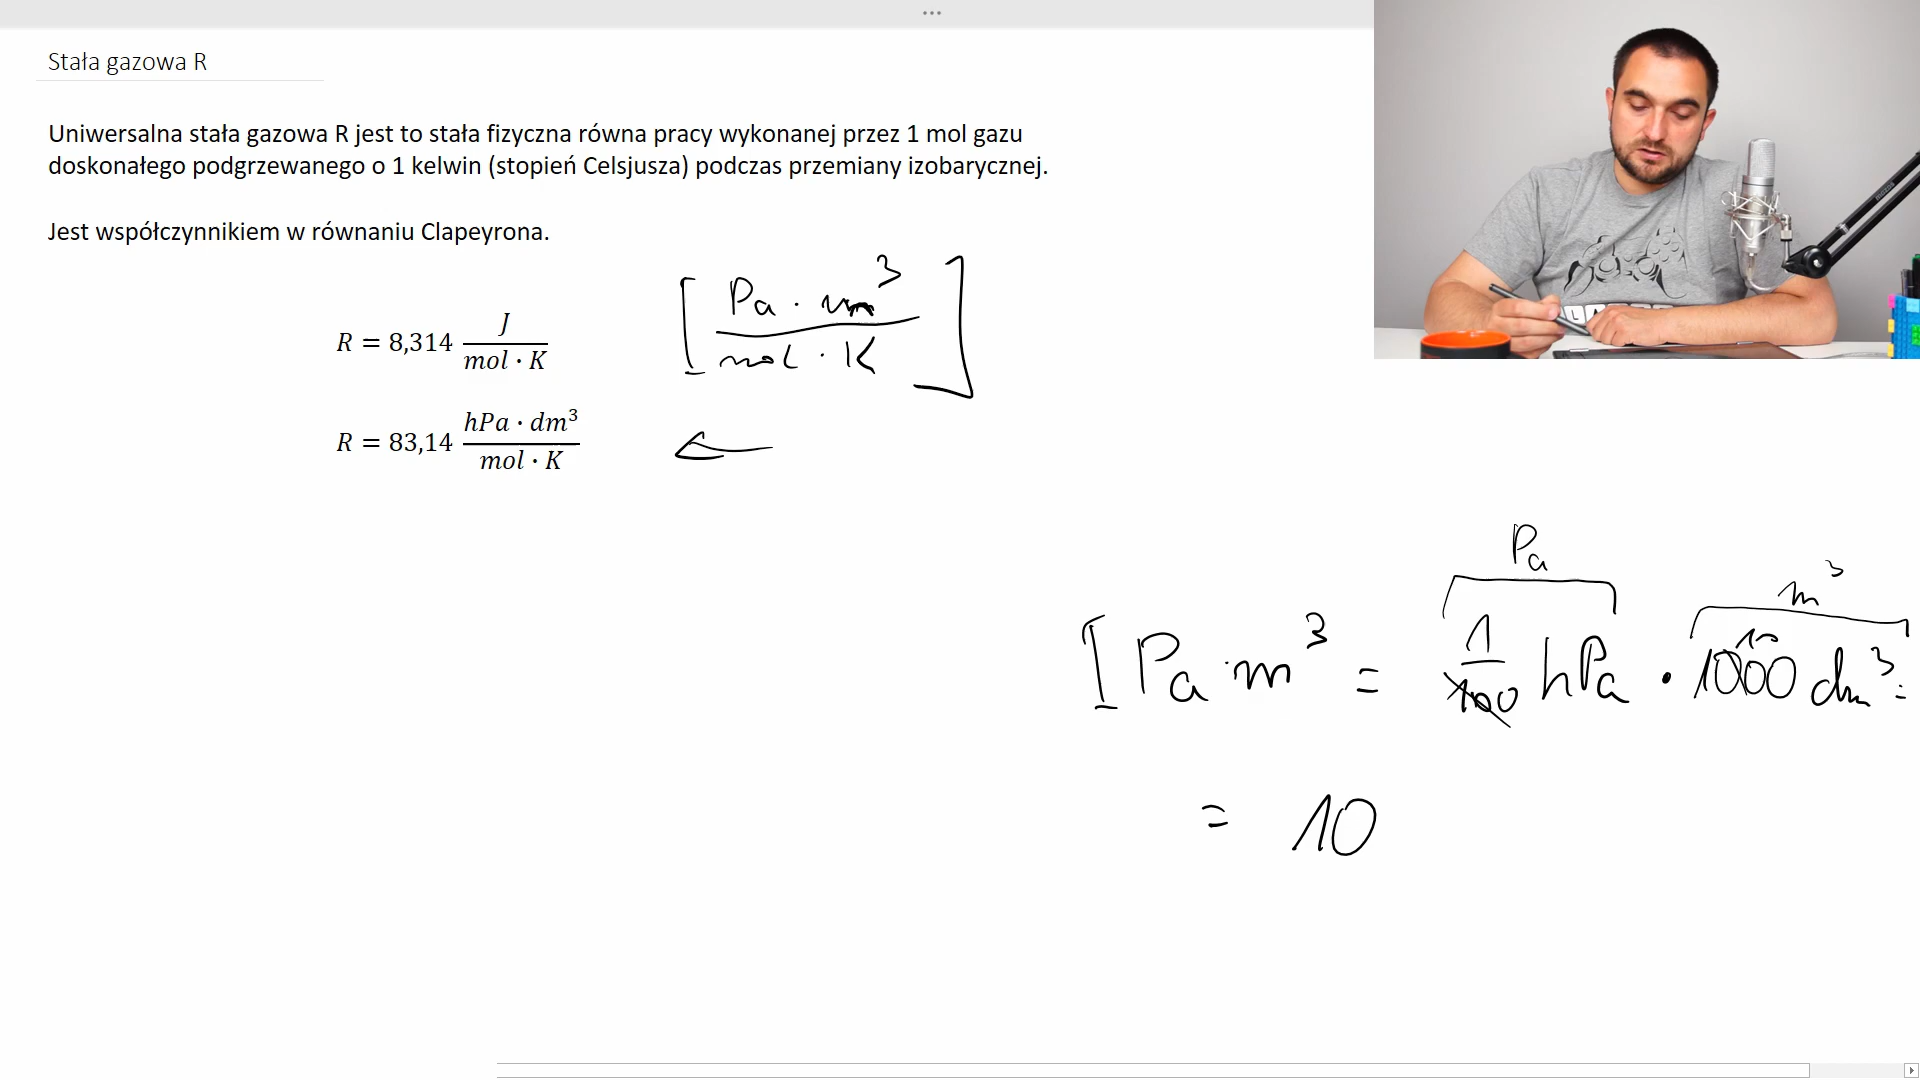 Stała gazowa R
Uniwersalna stała gazowa R jest to stała fizyczna równa pracy wykonanej przez 1 mol gazu
doskonałego podgrzewanego o 1 kelwin (stopień Celsjusza) podczas przemiany izobarycznej.
Jest współczynnikiem w równaniu Clapeyrona.
R = 8,314 J / mol · K
[ Pa · m³ / mol · K ]
R = 83,14 hPa · dm³ / mol · K
Pa
m³
1 Pa · m³ = 1/100 hPa · 1000 dm³ =
10
= 10